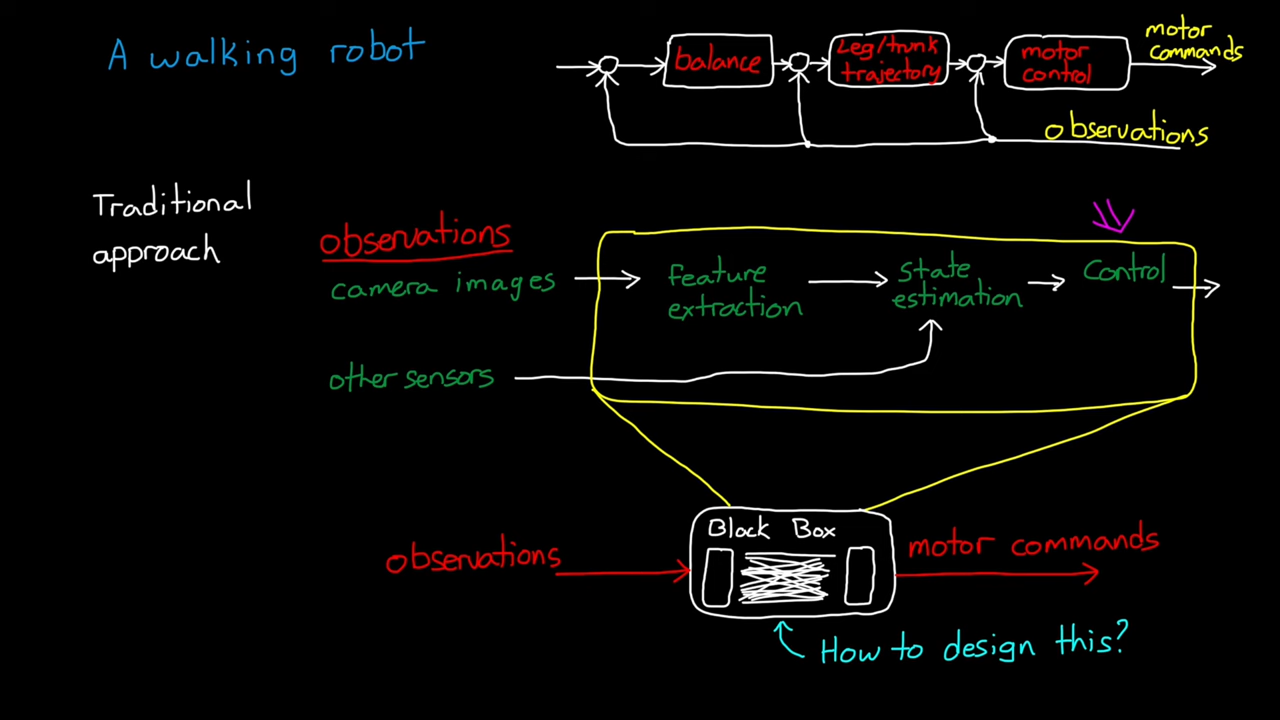 A walking robot
balance
Leg/trunk
trajectory
motor
control
motor
commands
observations
Traditional
approach
observations
camera images
feature
extraction
state
estimation
Control
other sensors
Black Box
observations
motor commands
How to design this?